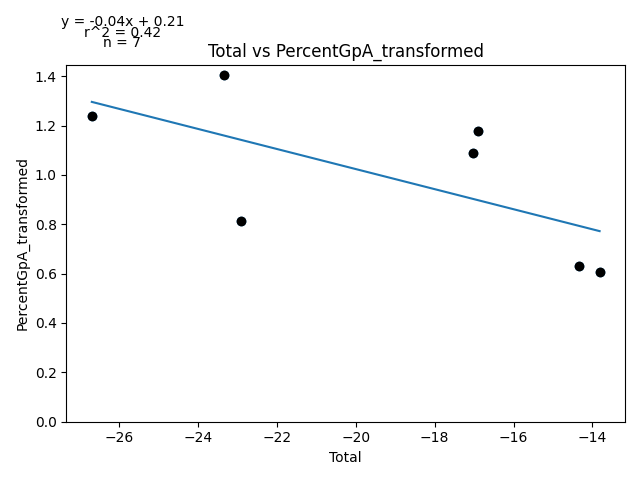 y = -0.04x + 0.21
r^2 = 0.42
n = 7
Total vs PercentGpA_transformed
1.4
1.2
1.0
0.8
0.6
0.4
0.2
0.0
PercentGpA_transformed
−26 −24 −22 −20 −18 −16 −14
Total